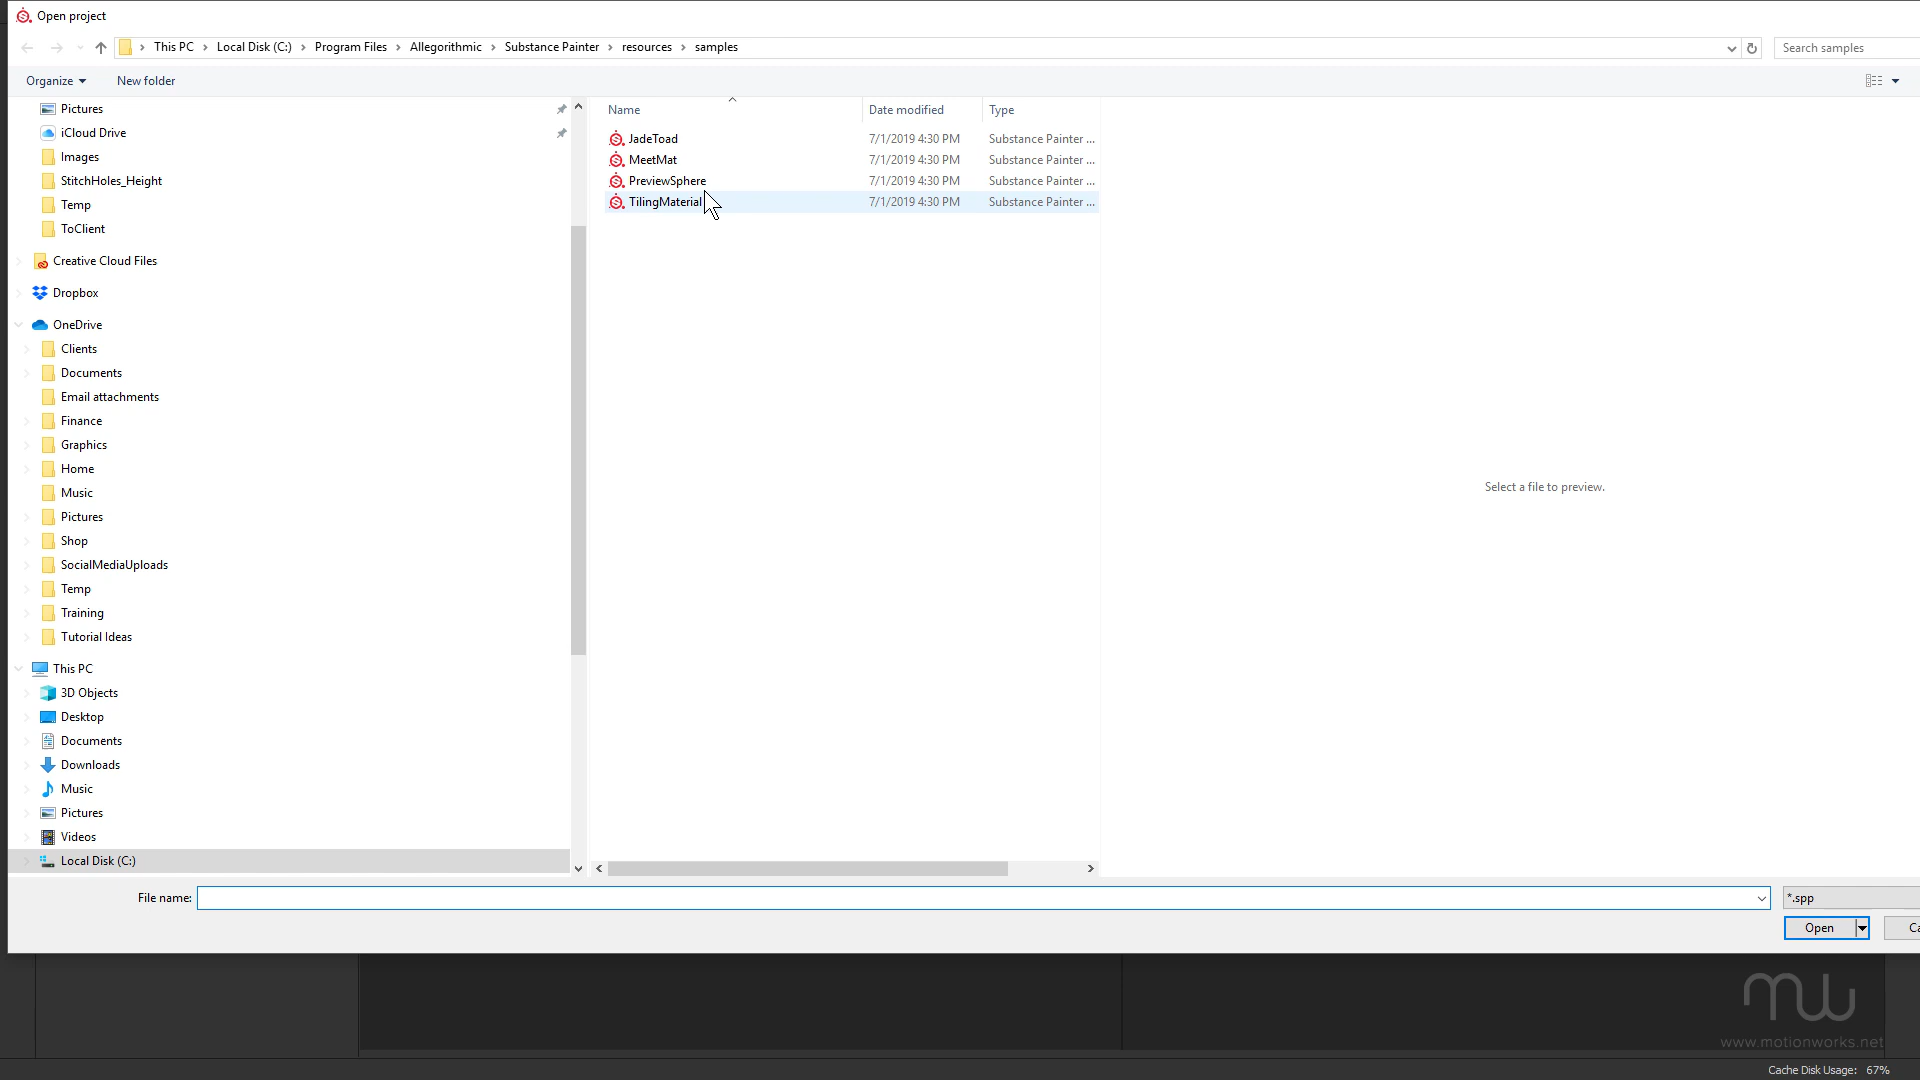 Open project
This PC > Local Disk (C:) > Program Files > Allegorithmic > Substance Painter > resources > samples
Search samples
Organize
New folder
Pictures
iCloud Drive
Images
StitchHoles_Height
Temp
ToClient
Creative Cloud Files
Dropbox
OneDrive
Clients
Documents
Email attachments
Finance
Graphics
Home
Music
Pictures
Shop
SocialMediaUploads
Temp
Training
Tutorial Ideas
This PC
3D Objects
Desktop
Documents
Downloads
Music
Pictures
Videos
Local Disk (C:)
Name Date modified Type
JadeToad 7/1/2019 4:30 PM Substance Painter ...
MeetMat 7/1/2019 4:30 PM Substance Painter ...
PreviewSphere 7/1/2019 4:30 PM Substance Painter ...
TilingMaterial 7/1/2019 4:30 PM Substance Painter ...
Select a file to preview.
File name:
*.spp
Open
Ca
mw
www.motionworks.net
Cache Disk Usage: 67%